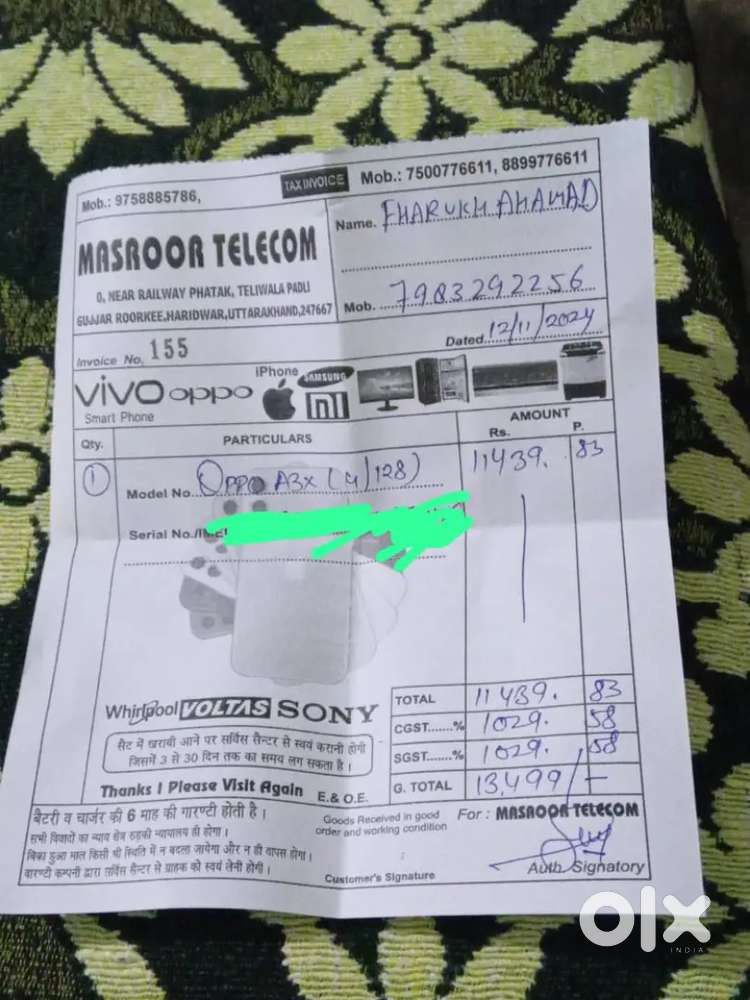 Mob.: 9758885786,
TAX INVOICE
Mob.: 7500776611, 8899776611
MASROOR TELECOM
0, NEAR RAILWAY PHATAK, TELIWALA PADLI
GUJJAR ROORKEE,HARIDWAR,UTTARAKHAND,247667
Name. FHARUKH AHAMAD
Mob. 7983292256
Invoice No. 155
Dated 12/11/2024
vivo oppo iPhone SAMSUNG mi
Smart Phone
Qty. PARTICULARS AMOUNT
Rs. P.
1 Model No. Oppo A3x (4/128) 11439. 83
Serial No./IMEI
Whirlpool VOLTAS SONY
TOTAL 11439. 83
CGST.......% 1029. 58
SGST.......% 1029. 58
G. TOTAL 13,499/-
सैट में खराबी आने पर सर्विस सैन्टर से स्वयं करानी होगी
जिसमें 3 से 30 दिन तक का समय लग सकता है।
Thanks ! Please Visit Again E.& O.E.
बैटरी व चार्जर की 6 माह की गारण्टी होती है।
सभी विवादों का न्याय क्षेत्र रुड़की न्यायालय ही होगा।
बिका हुआ माल किसी भी स्थिति में न बदला जायेगा और न ही वापस होगा।
वारण्टी कम्पनी द्वारा सर्विस सैन्टर से ग्राहक को स्वयं लेनी होगी।
Goods Received in good
order and working condition
Customer's Signature
For : MASROOR TELECOM
Auth. Signatory
olx
INDIA